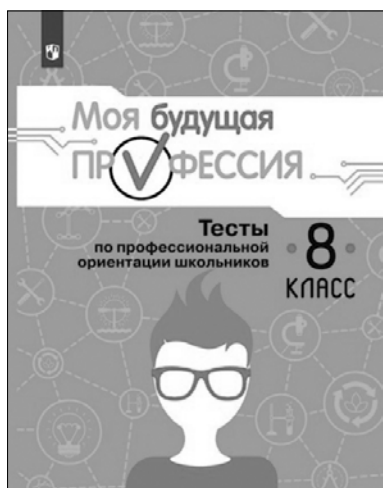 Моя будущая
ПРОФЕССИЯ
Тесты
по профессиональной
ориентации школьников
8
КЛАСС